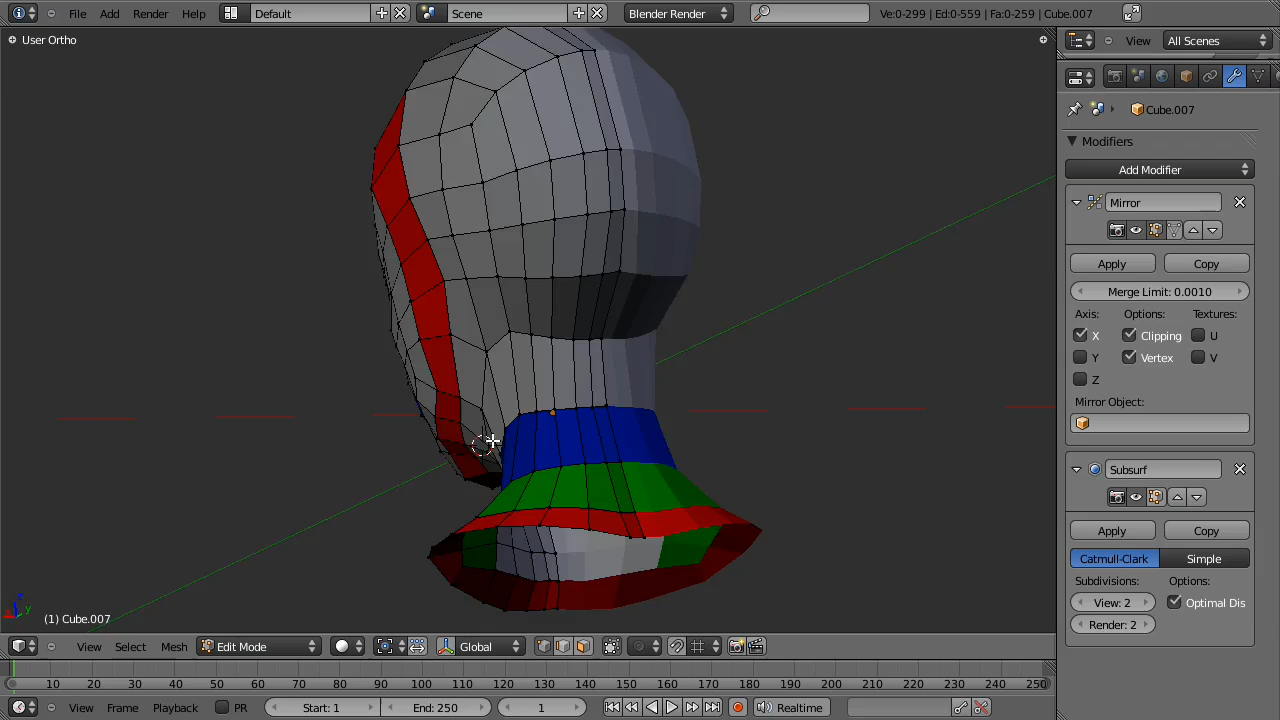 File Add Render Help Default Scene Blender Render Ve:0-299 | Ed:0-559 | Fa:0-259 | Cube.007
User Ortho
View All Scenes
Cube.007
Modifiers
Add Modifier
Mirror
Apply Copy
Merge Limit: 0.0010
Axis: Options: Textures:
X Clipping U
Y Vertex V
Z
Mirror Object:
Subsurf
Apply Copy
Catmull-Clark Simple
Subdivisions: Options:
View: 2 Optimal Dis
Render: 2
(1) Cube.007
View Select Mesh Edit Mode Global
10 20 30 40 50 60 70 80 90 100 110 120 130 140 150 160 170 180 190 200 210 220 230 240 250
View Frame Playback PR Start: 1 End: 250 1 Realtime